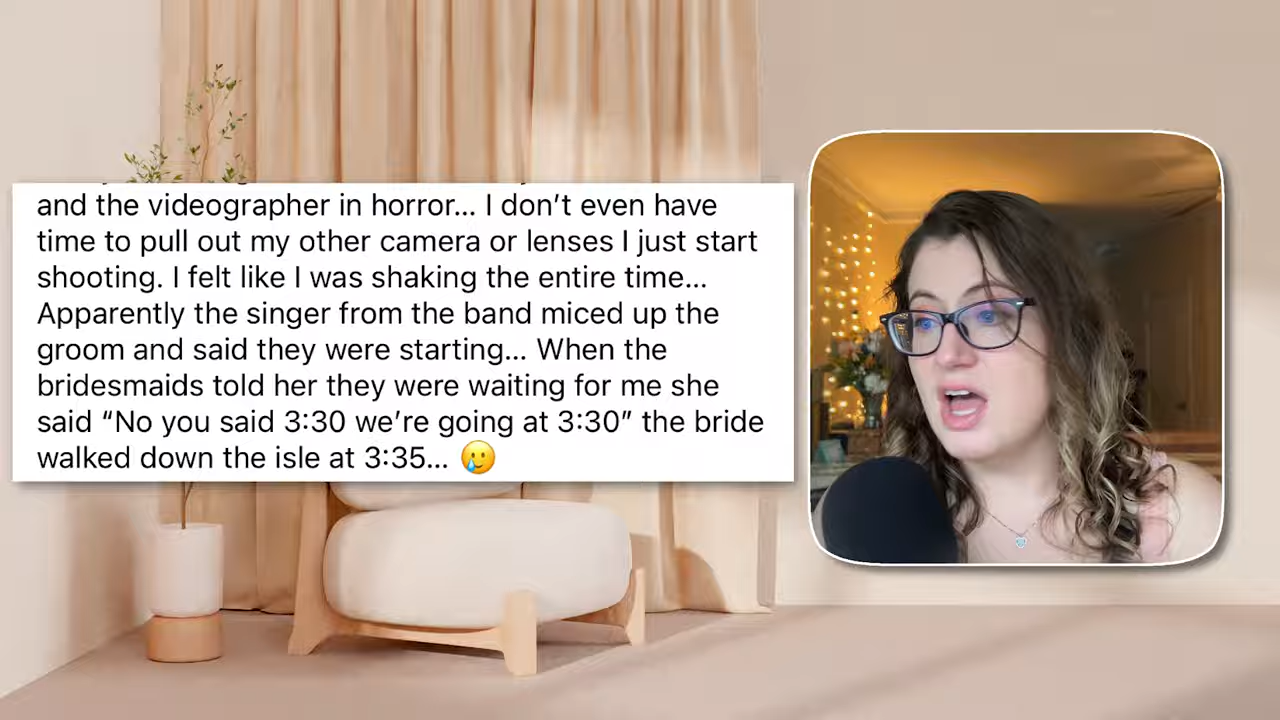 and the videographer in horror... I don't even have
time to pull out my other camera or lenses I just start
shooting. I felt like I was shaking the entire time...
Apparently the singer from the band miced up the
groom and said they were starting... When the
bridesmaids told her they were waiting for me she
said “No you said 3:30 we're going at 3:30” the bride
walked down the isle at 3:35... 🥲